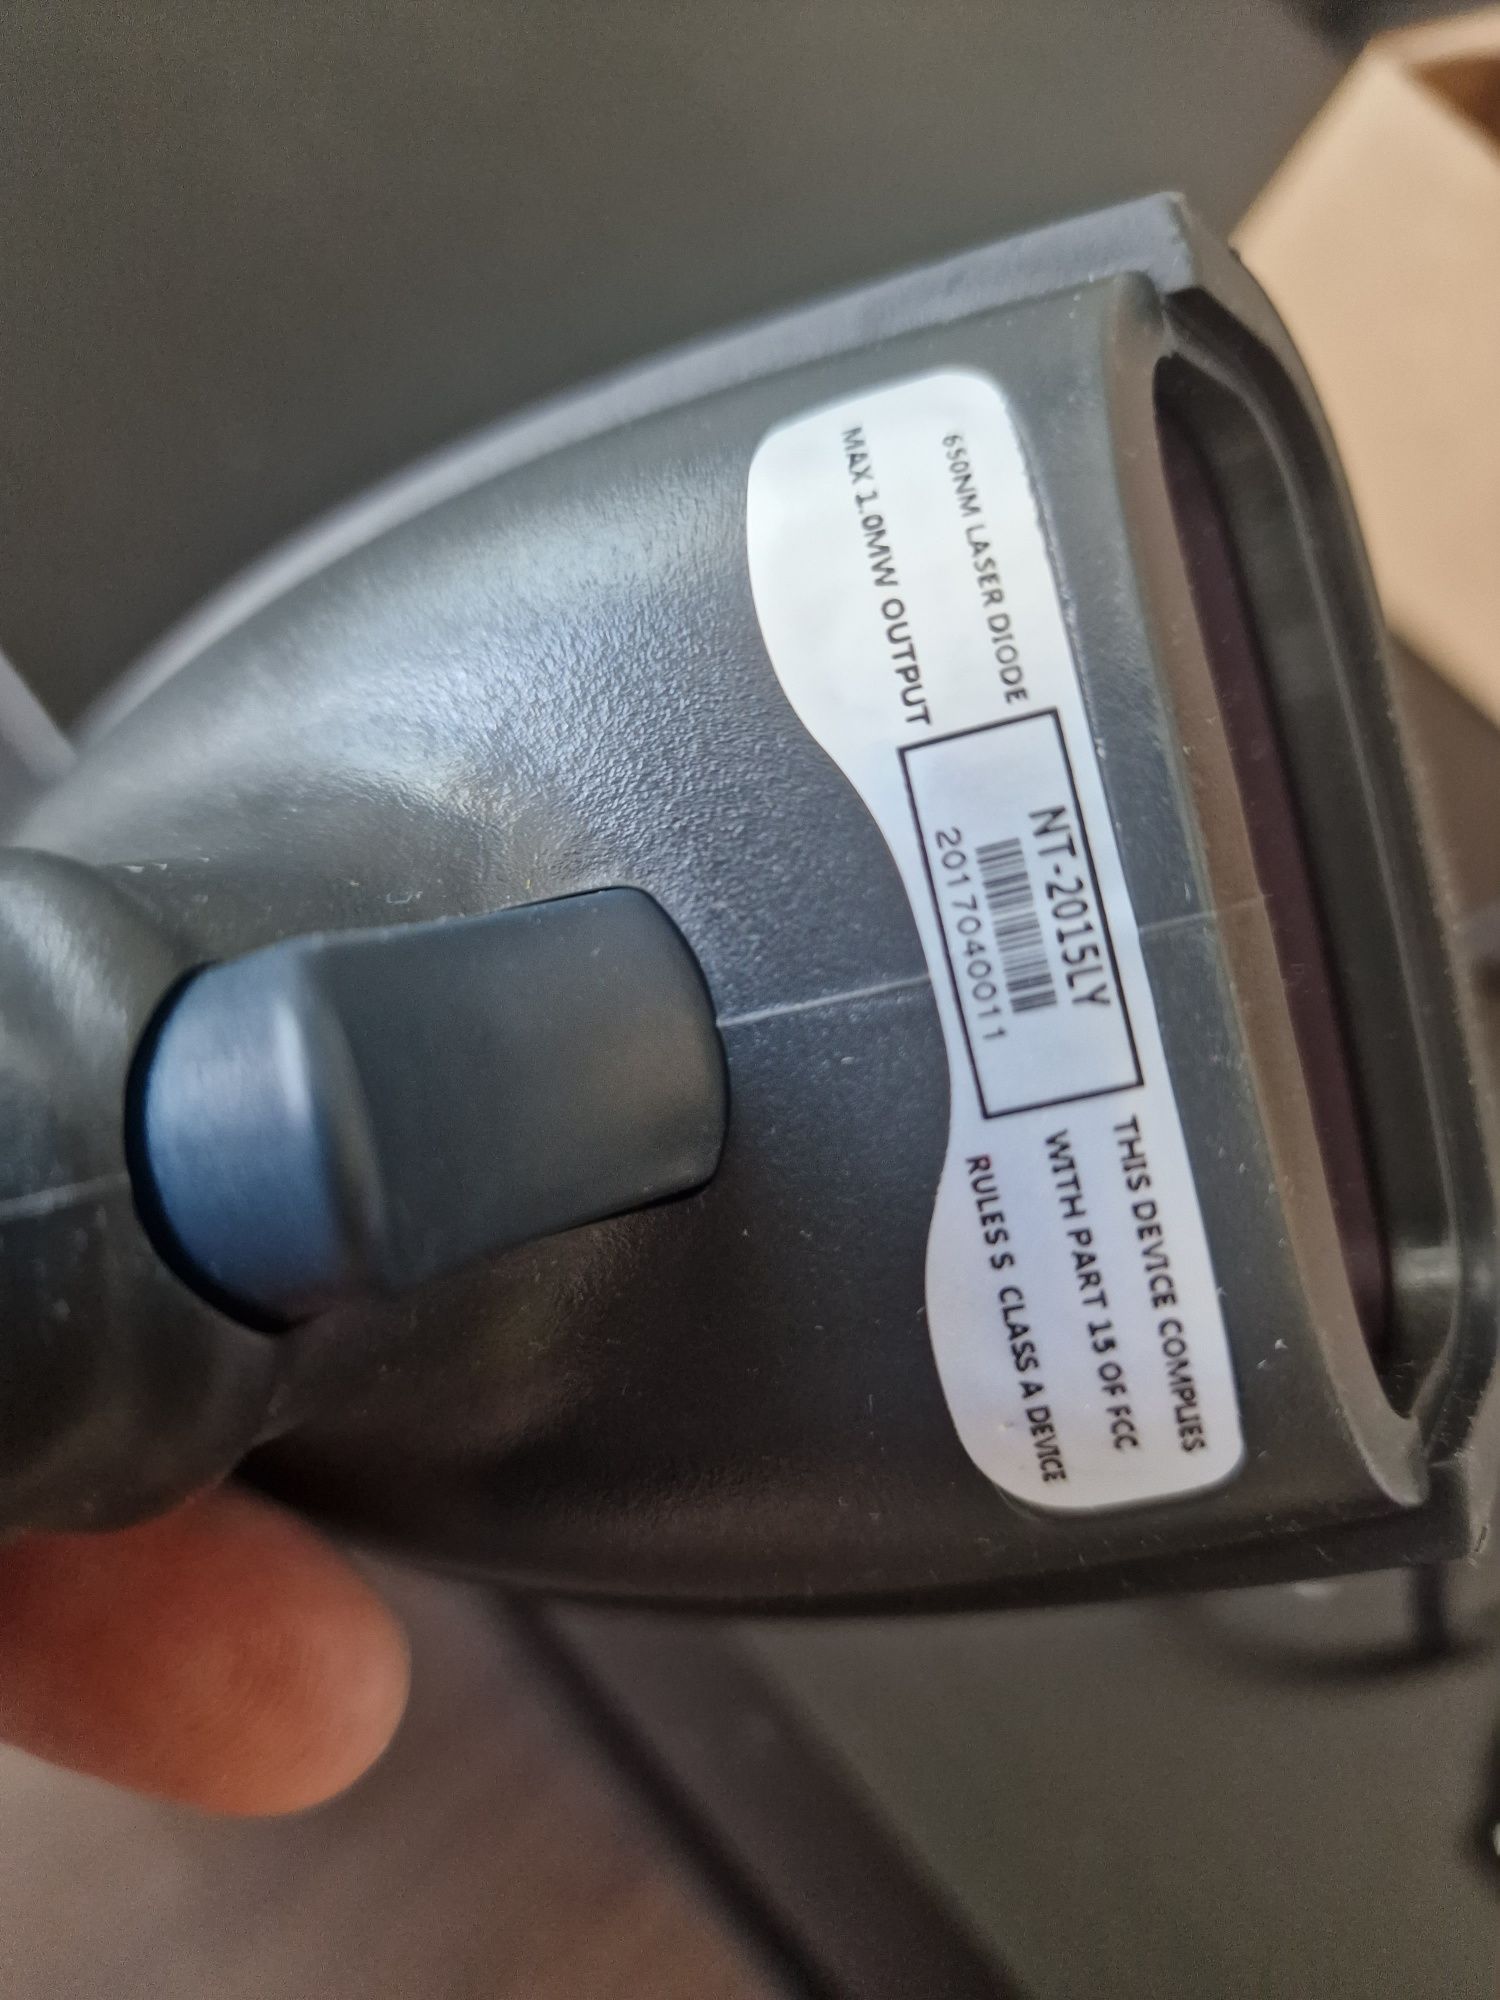 650NM LASER DIODE
MAX 1.0MW OUTPUT
NT-2015LY
2017040011
THIS DEVICE COMPLIES
WITH PART 15 OF FCC
RULES S CLASS A DEVICE